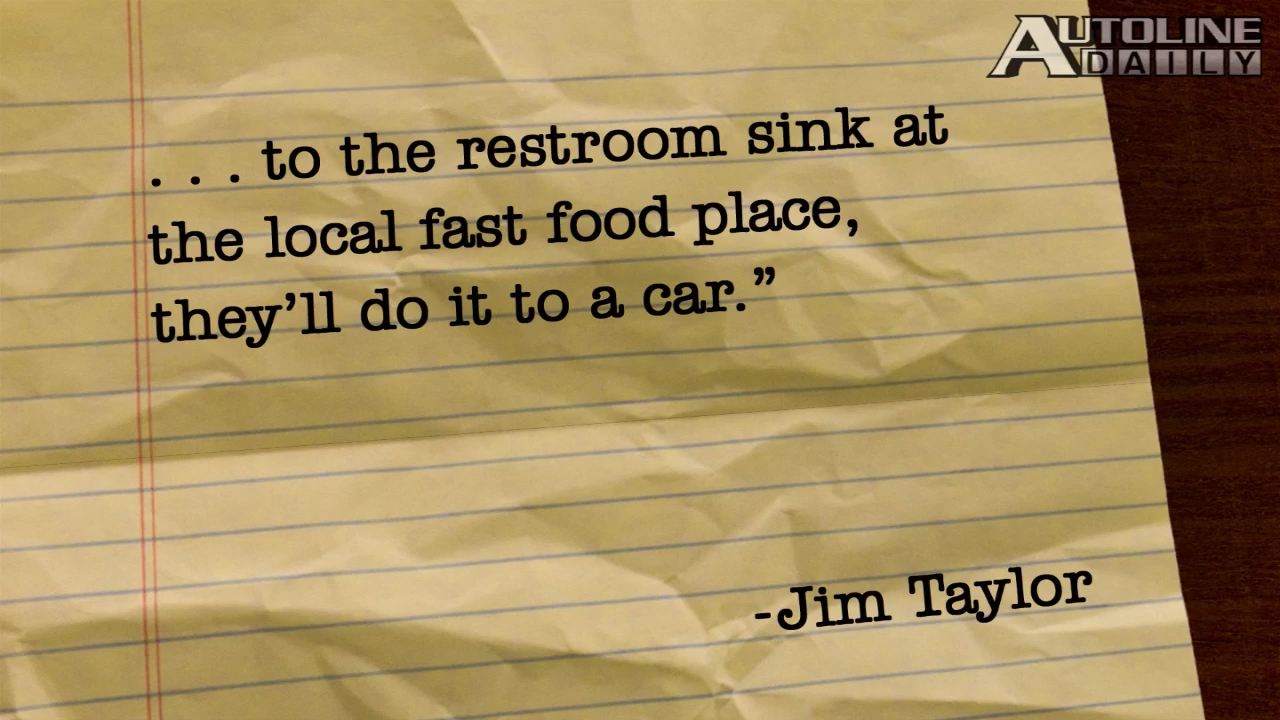 AUTOLINE
DAILY
. . . to the restroom sink at
the local fast food place,
they’ll do it to a car.”
-Jim Taylor